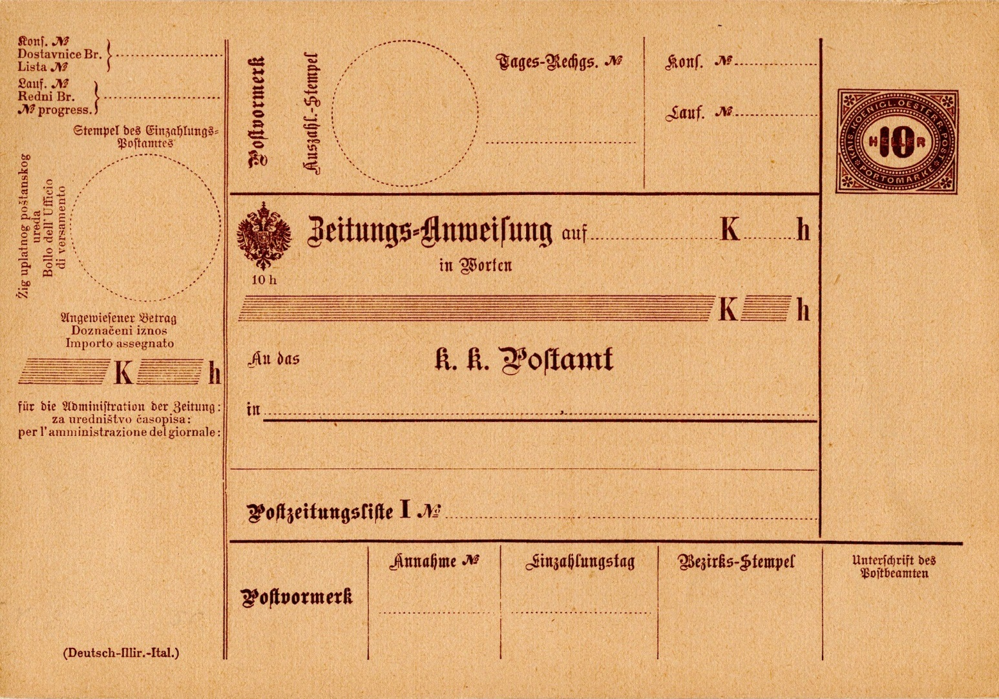 Konſ. №
Dostavnice Br.
Lista №
Lauf. №
Redni Br.
№ progress.
Stempel des Einzahlungs-
Poſtamtes
Žig uplatnog poštanskog
ureda
Bollo dell' Ufficio
di versamento
Angewieſener Betrag
Doznačeni iznos
Importo assegnato
K h
für die Adminiſtration der Zeitung:
za uredništvo časopisa:
per l'amministrazione del giornale:
(Deutsch-Illir.-Ital.)
Poſtvormerk
Auszahl.-Stempel
Tages-Rechgs. №
Konſ. №
Lauf. №
KAIS. KOENIGL. OESTERR. POST
10
HELLER
PORTOMARKE
Zeitungs-Anweiſung auf K h
in Worten
10 h
K h
An das k. k. Poſtamt
in
Poſtzeitungsliſte I №
Poſtvormerk
Annahme №
Einzahlungstag
Bezirks-Stempel
Unterſchrift des
Poſtbeamten